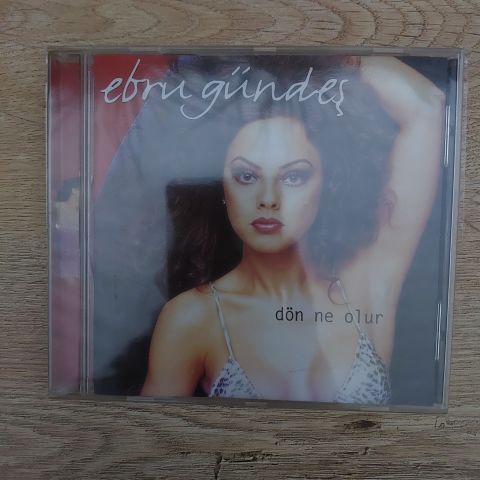 ebru gündeş
dön ne olur